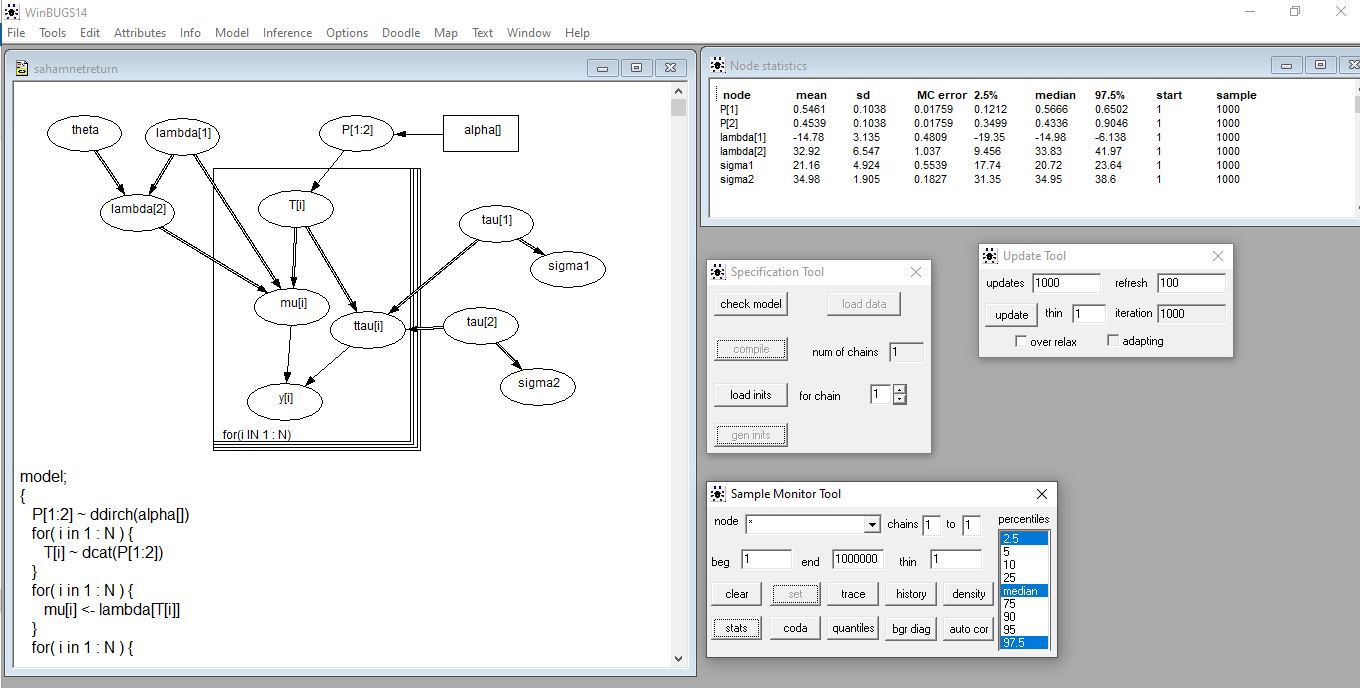 WinBUGS14
File Tools Edit Attributes Info Model Inference Options Doodle Map Text Window Help
sahamnetreturn
theta
lambda[1]
P[1:2]
alpha[]
lambda[2]
T[i]
tau[1]
sigma1
mu[i]
ttau[i]
tau[2]
sigma2
y[i]
for(i IN 1 : N)
model;
{
P[1:2] ~ ddirch(alpha[])
for( i in 1 : N ) {
T[i] ~ dcat(P[1:2])
}
for( i in 1 : N ) {
mu[i] <- lambda[T[i]]
}
for( i in 1 : N ) {
Node statistics
node mean sd MC error 2.5% median 97.5% start sample
P[1] 0.5461 0.1038 0.01759 0.1212 0.5666 0.6502 1 1000
P[2] 0.4539 0.1038 0.01759 0.3499 0.4336 0.9046 1 1000
lambda[1] -14.78 3.135 0.4809 -19.35 -14.98 -6.138 1 1000
lambda[2] 32.92 6.547 1.037 9.456 33.83 41.97 1 1000
sigma1 21.16 4.924 0.5539 17.74 20.72 23.64 1 1000
sigma2 34.98 1.905 0.1827 31.35 34.95 38.6 1 1000
Specification Tool
check model load data
compile num of chains 1
load inits for chain 1
gen inits
Update Tool
updates 1000 refresh 100
update thin 1 iteration 1000
over relax adapting
Sample Monitor Tool
node * chains 1 to 1 percentiles
beg 1 end 1000000 thin 1
clear set trace history density
stats coda quantiles bgr diag auto cor
2.5
5
10
25
median
75
90
95
97.5